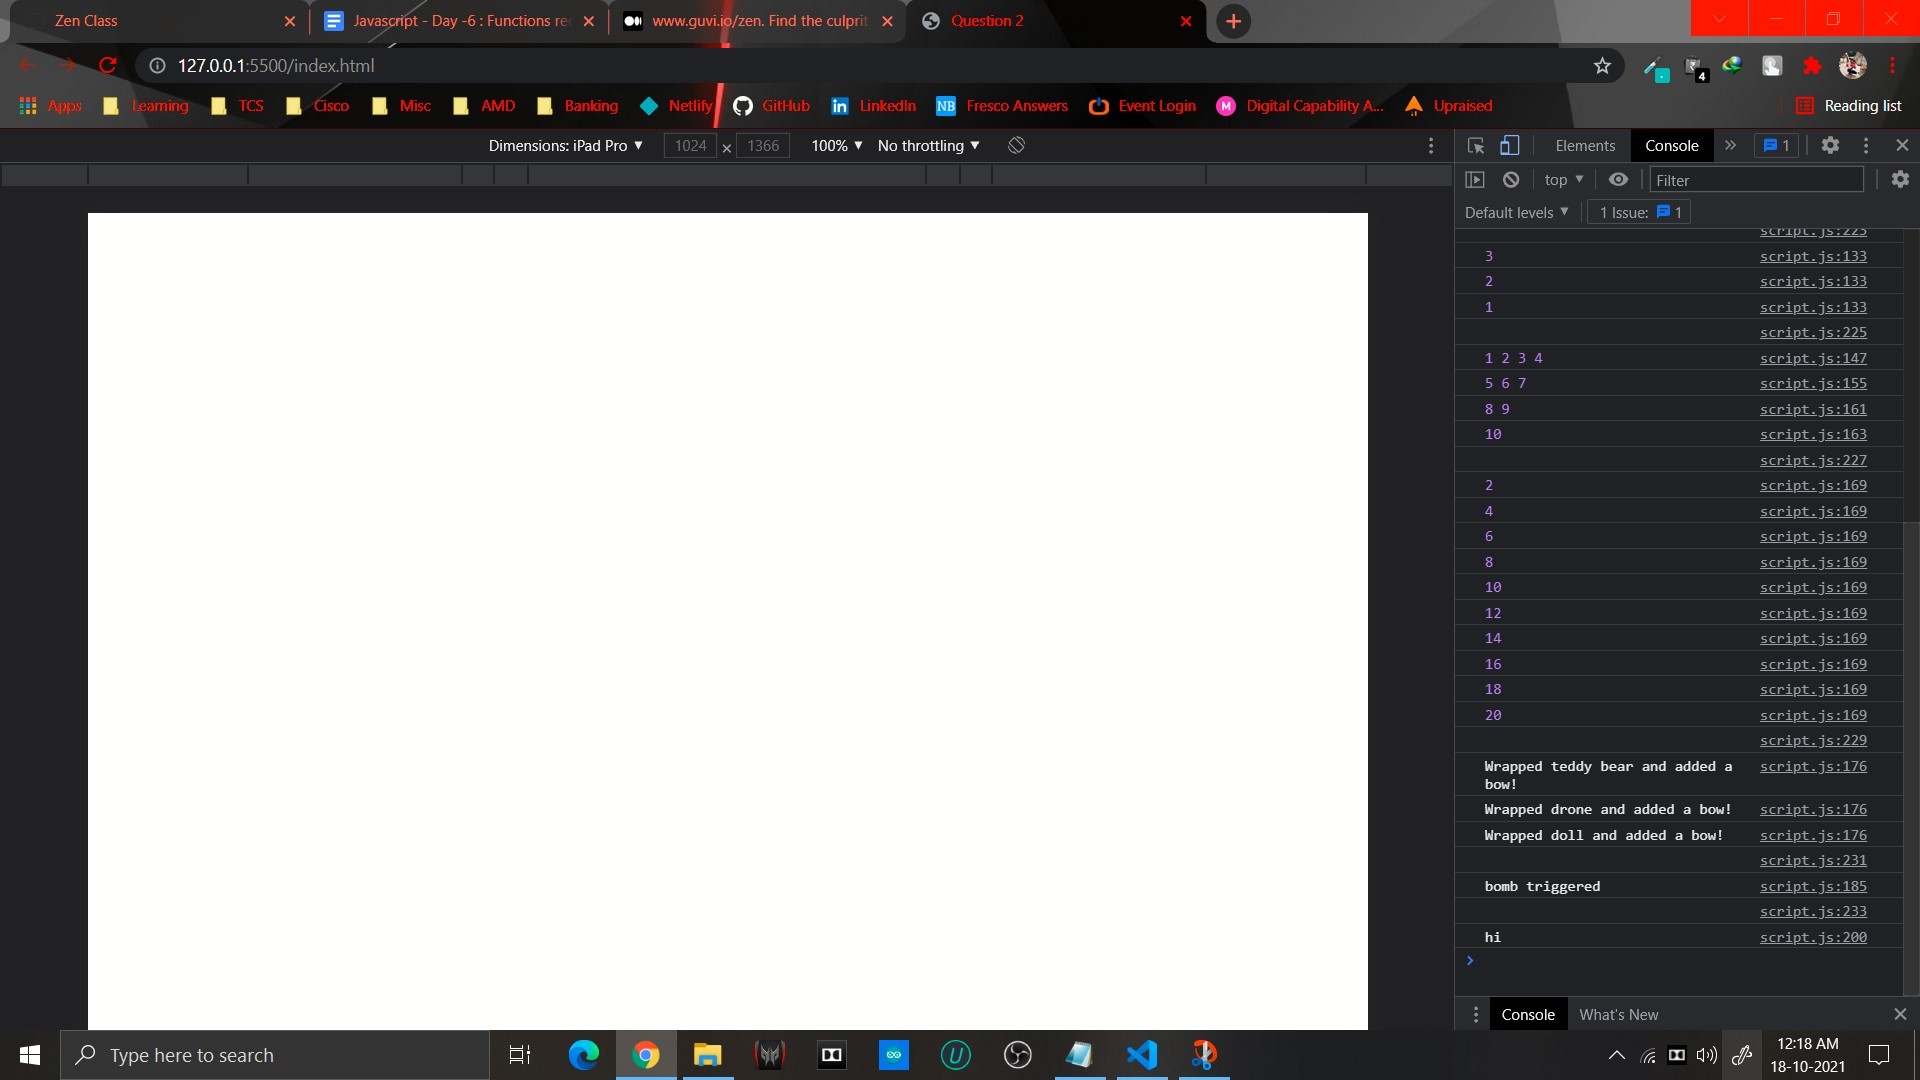 Zen Class
Javascript - Day -6 : Functions rec
www.guvi.io/zen. Find the culprit
Question 2
127.0.0.1:5500/index.html
4
Apps
Learning
TCS
Cisco
Misc
AMD
Banking
Netlify
GitHub
LinkedIn
NB
Fresco Answers
Event Login
M
Digital Capability A...
Upraised
Reading list
Dimensions: iPad Pro
1024 × 1366
100%
No throttling
Elements
Console
1
top
Filter
Default levels
1 Issue: 1
script.js:225
3 script.js:133
2 script.js:133
1 script.js:133
script.js:225
1 2 3 4 script.js:147
5 6 7 script.js:155
8 9 script.js:161
10 script.js:163
script.js:227
2 script.js:169
4 script.js:169
6 script.js:169
8 script.js:169
10 script.js:169
12 script.js:169
14 script.js:169
16 script.js:169
18 script.js:169
20 script.js:169
script.js:229
Wrapped teddy bear and added a script.js:176
bow!
Wrapped drone and added a bow! script.js:176
Wrapped doll and added a bow! script.js:176
script.js:231
bomb triggered script.js:185
script.js:233
hi script.js:200
Console
What's New
Type here to search
12:18 AM
18-10-2021